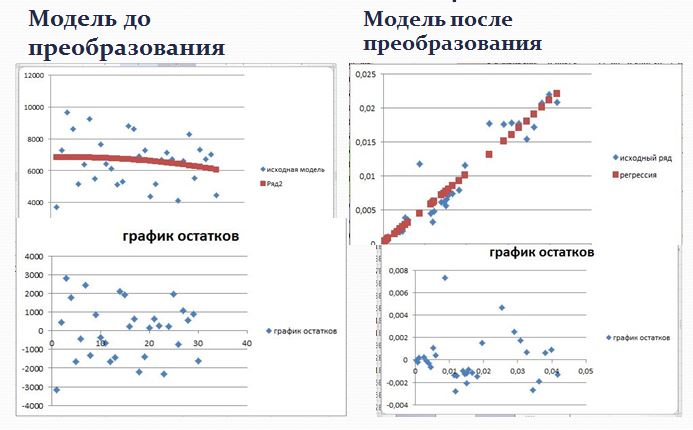 Модель до
преобразования
Модель после
преобразования
12000
10000
8000
6000
4000
исходная модель
Ряд2
график остатков
4000
3000
2000
1000
0
-1000
-2000
-3000
-4000
0 10 20 30 40
график остатков
0,025
0,02
0,015
0,01
0,005
0
исходный ряд
регрессия
график остатков
0,008
0,006
0,004
0,002
0
-0,002
-0,004
0 0,01 0,02 0,03 0,04 0,05
график остатков